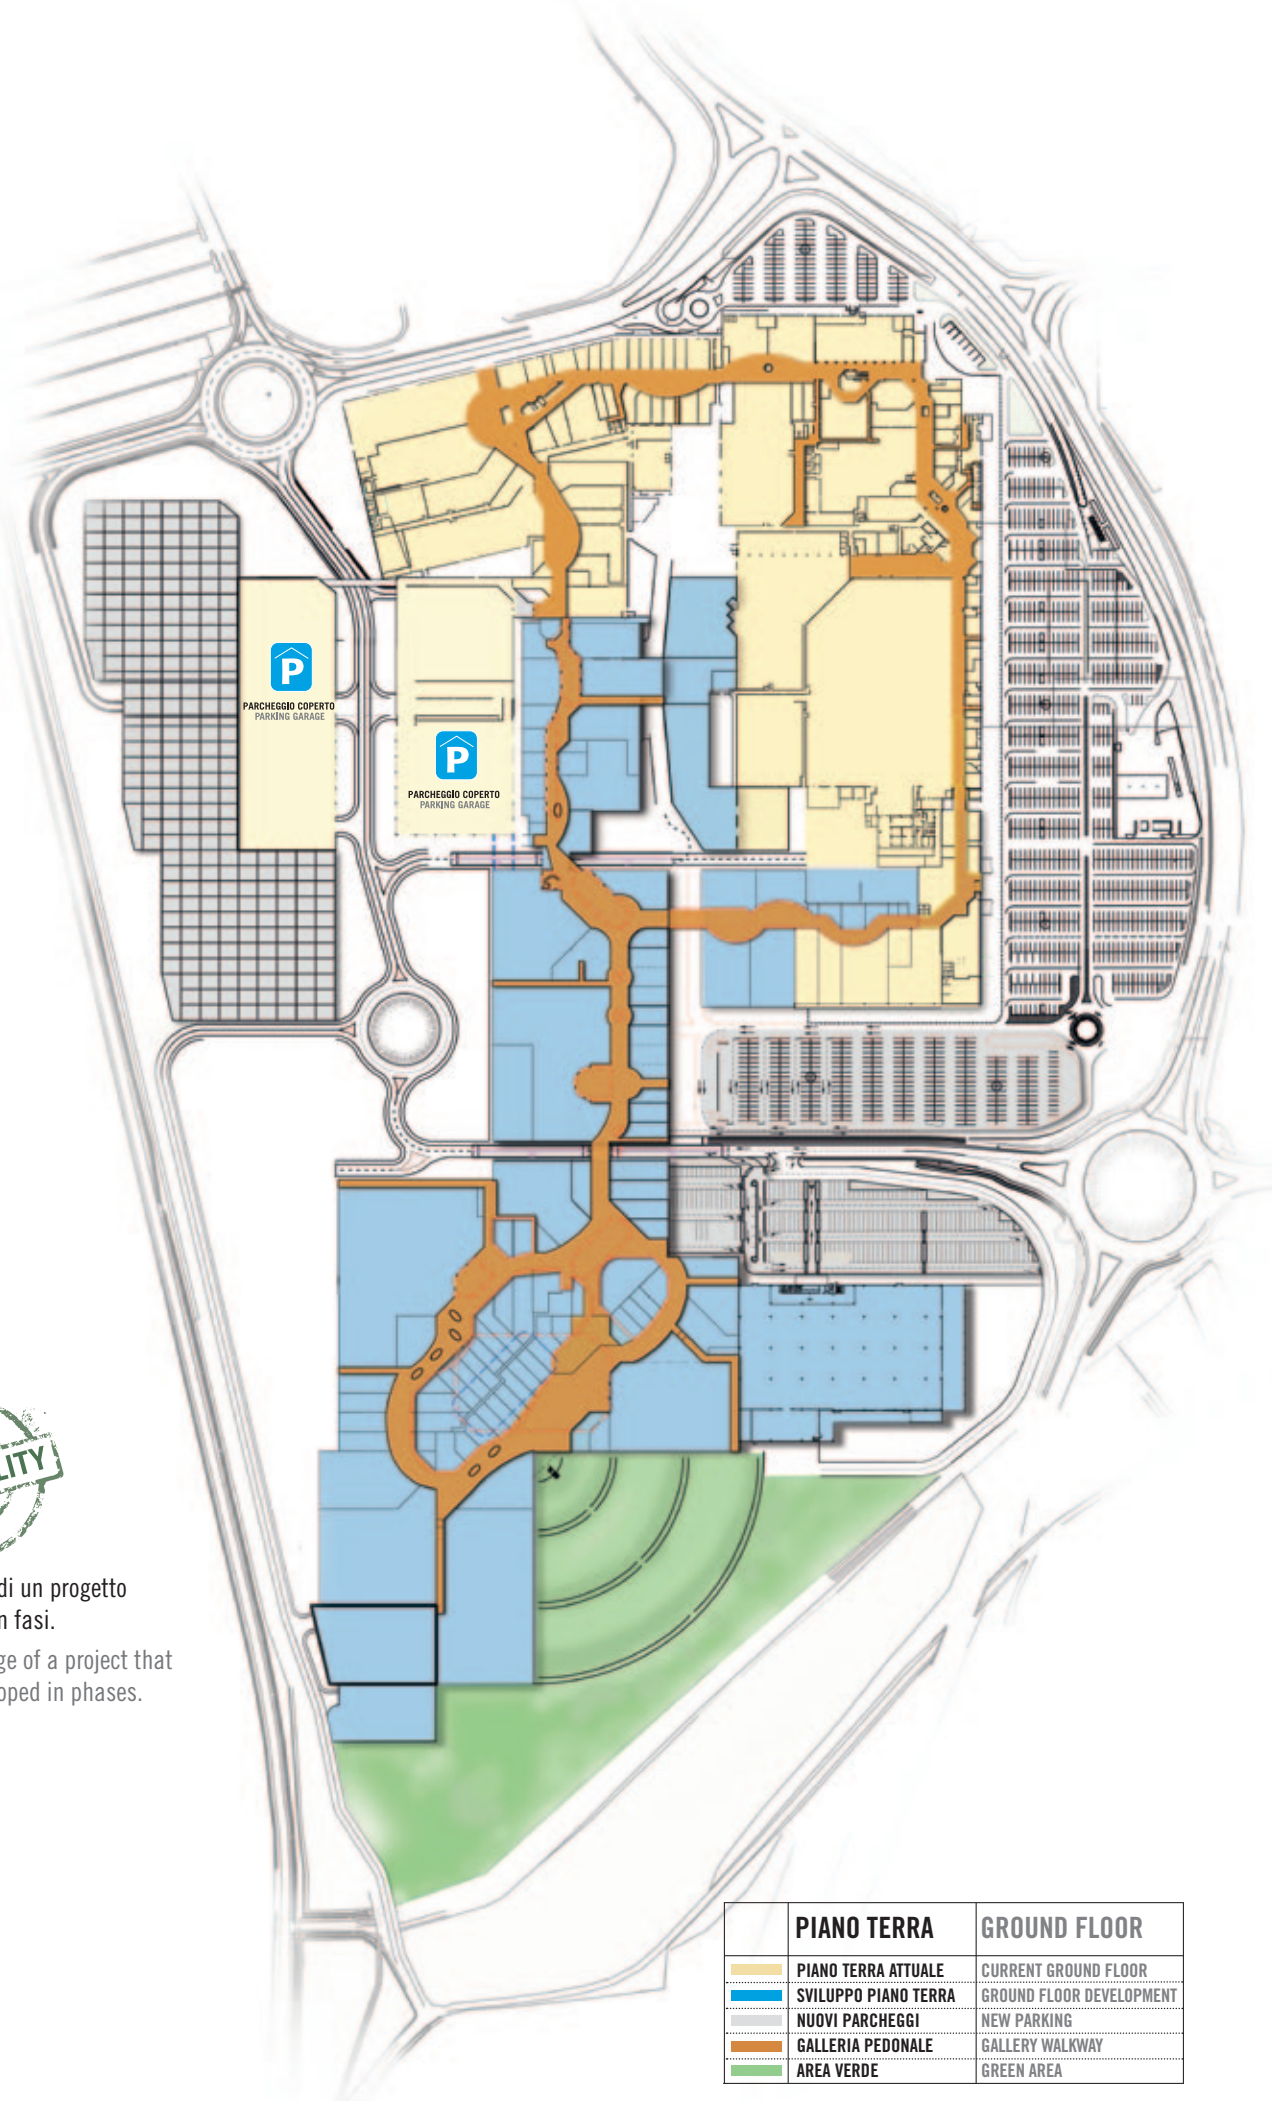 PARCHEGGIO COPERTO
PARKING GARAGE
PARCHEGGIO COPERTO
PARKING GARAGE
LITY
di un progetto
n fasi.
ge of a project that
oped in phases.
PIANO TERRA GROUND FLOOR
PIANO TERRA ATTUALE CURRENT GROUND FLOOR
SVILUPPO PIANO TERRA GROUND FLOOR DEVELOPMENT
NUOVI PARCHEGGI NEW PARKING
GALLERIA PEDONALE GALLERY WALKWAY
AREA VERDE GREEN AREA